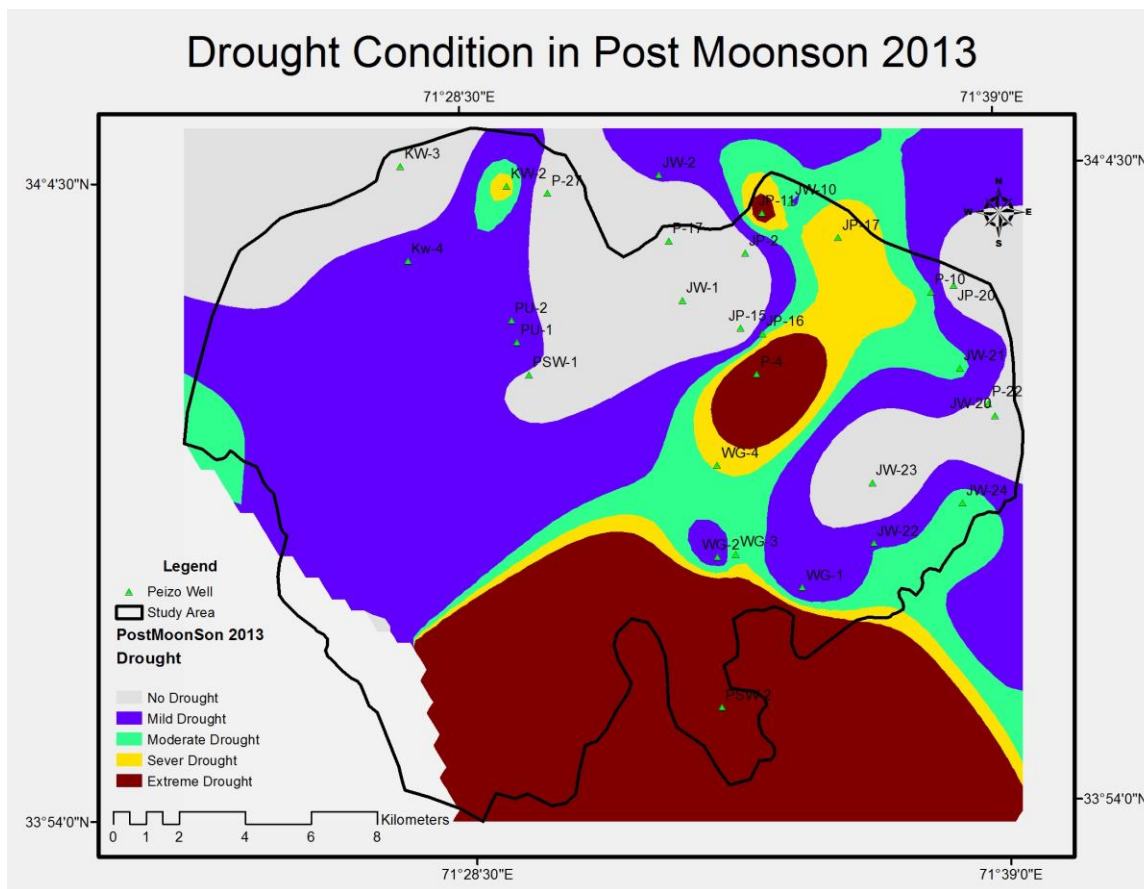 Drought Condition in Post Moonson 2013
71°28'30"E
71°39'0"E
34°4'30"N
34°4'30"N
KW-3
KW-2
P-27
JW-2
JW-10
JP-11
N
W
E
S
P-17
JP-2
JP-17
Kw-4
JW-1
P-10
JP-20
PU-2
PU-1
JP-15
JP-16
PSW-1
P-4
JW-21
P-22
JW-20
WG-4
JW-23
JW-24
JW-22
WG-2
WG-3
WG-1
PSW-2
Legend
Peizo Well
Study Area
PostMoonSon 2013
Drought
No Drought
Mild Drought
Moderate Drought
Sever Drought
Extreme Drought
Kilometers
0 1 2 4 6 8
33°54'0"N
33°54'0"N
71°28'30"E
71°39'0"E